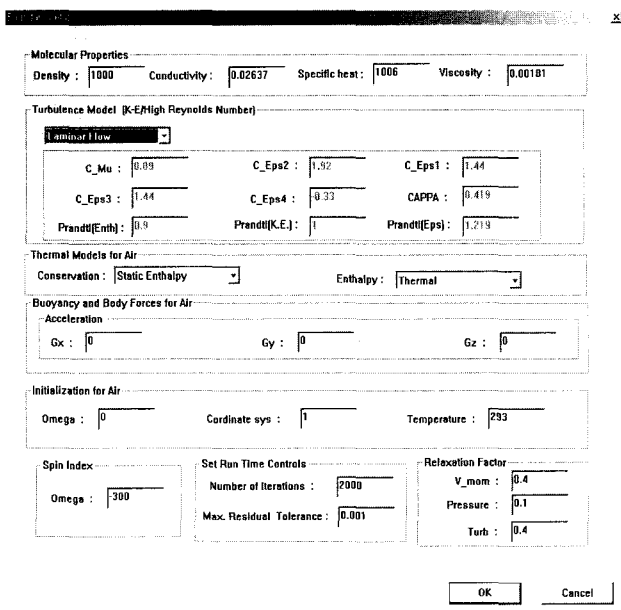 x
Molecular Properties
Density : 1000 Conductivity : 0.02637 Specific heat : 1006 Viscosity : 0.00181
Turbulence Model (K-E/High Reynolds Number)
Laminar Flow
C_Mu : 0.09 C_Eps2 : 1.92 C_Eps1 : 1.44
C_Eps3 : 1.44 C_Eps4 : -0.33 CAPPA : 0.419
Prandtl(Enth) : 0.9 Prandtl(K.E.) : 1 Prandtl(Eps) : 1.219
Thermal Models for Air
Conservation : Static Enthalpy Enthalpy : Thermal
Buoyancy and Body Forces for Air
Acceleration
Gx : 0 Gy : 0 Gz : 0
Initialization for Air
Omega : 0 Cordinate sys : 1 Temperature : 293
Spin Index Set Run Time Controls Relaxation Factor
Omega : -300 Number of Iterations : 2000 V_mom : 0.4
Max. Residual Tolerance : 0.001 Pressure : 0.1
Turb : 0.4
OK Cancel